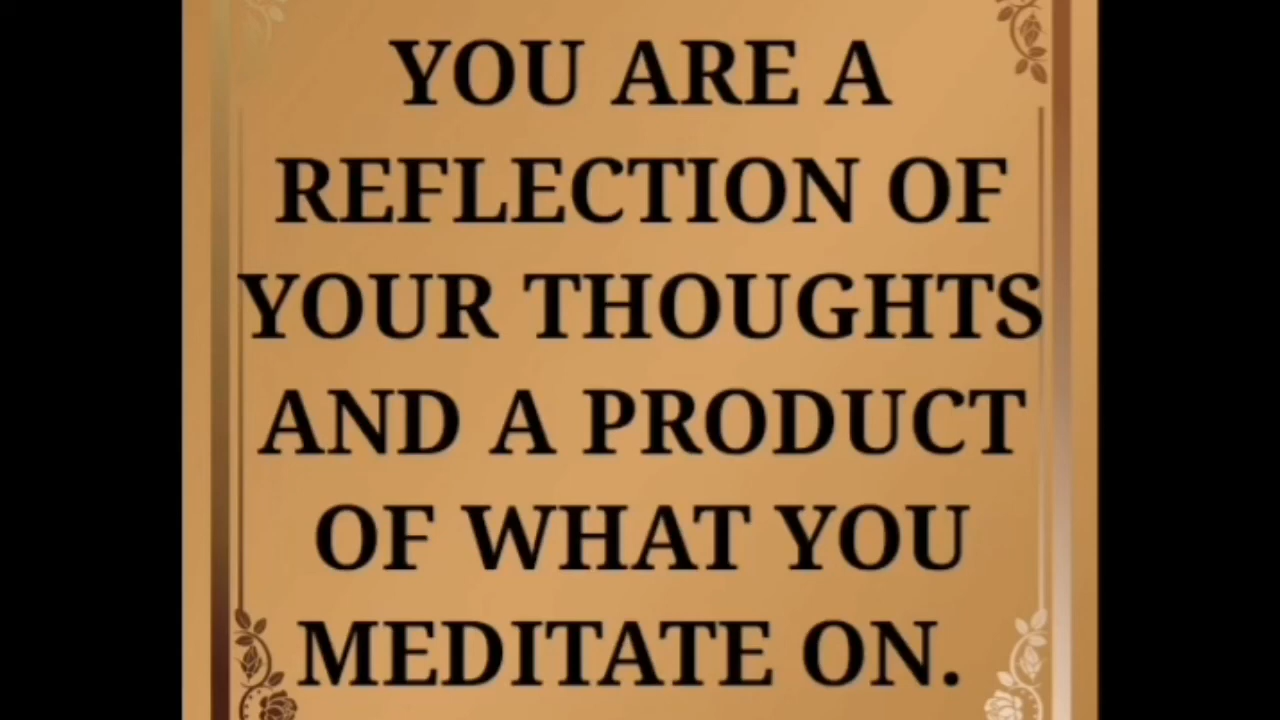 YOU ARE A
REFLECTION OF
YOUR THOUGHTS
AND A PRODUCT
OF WHAT YOU
MEDITATE ON.